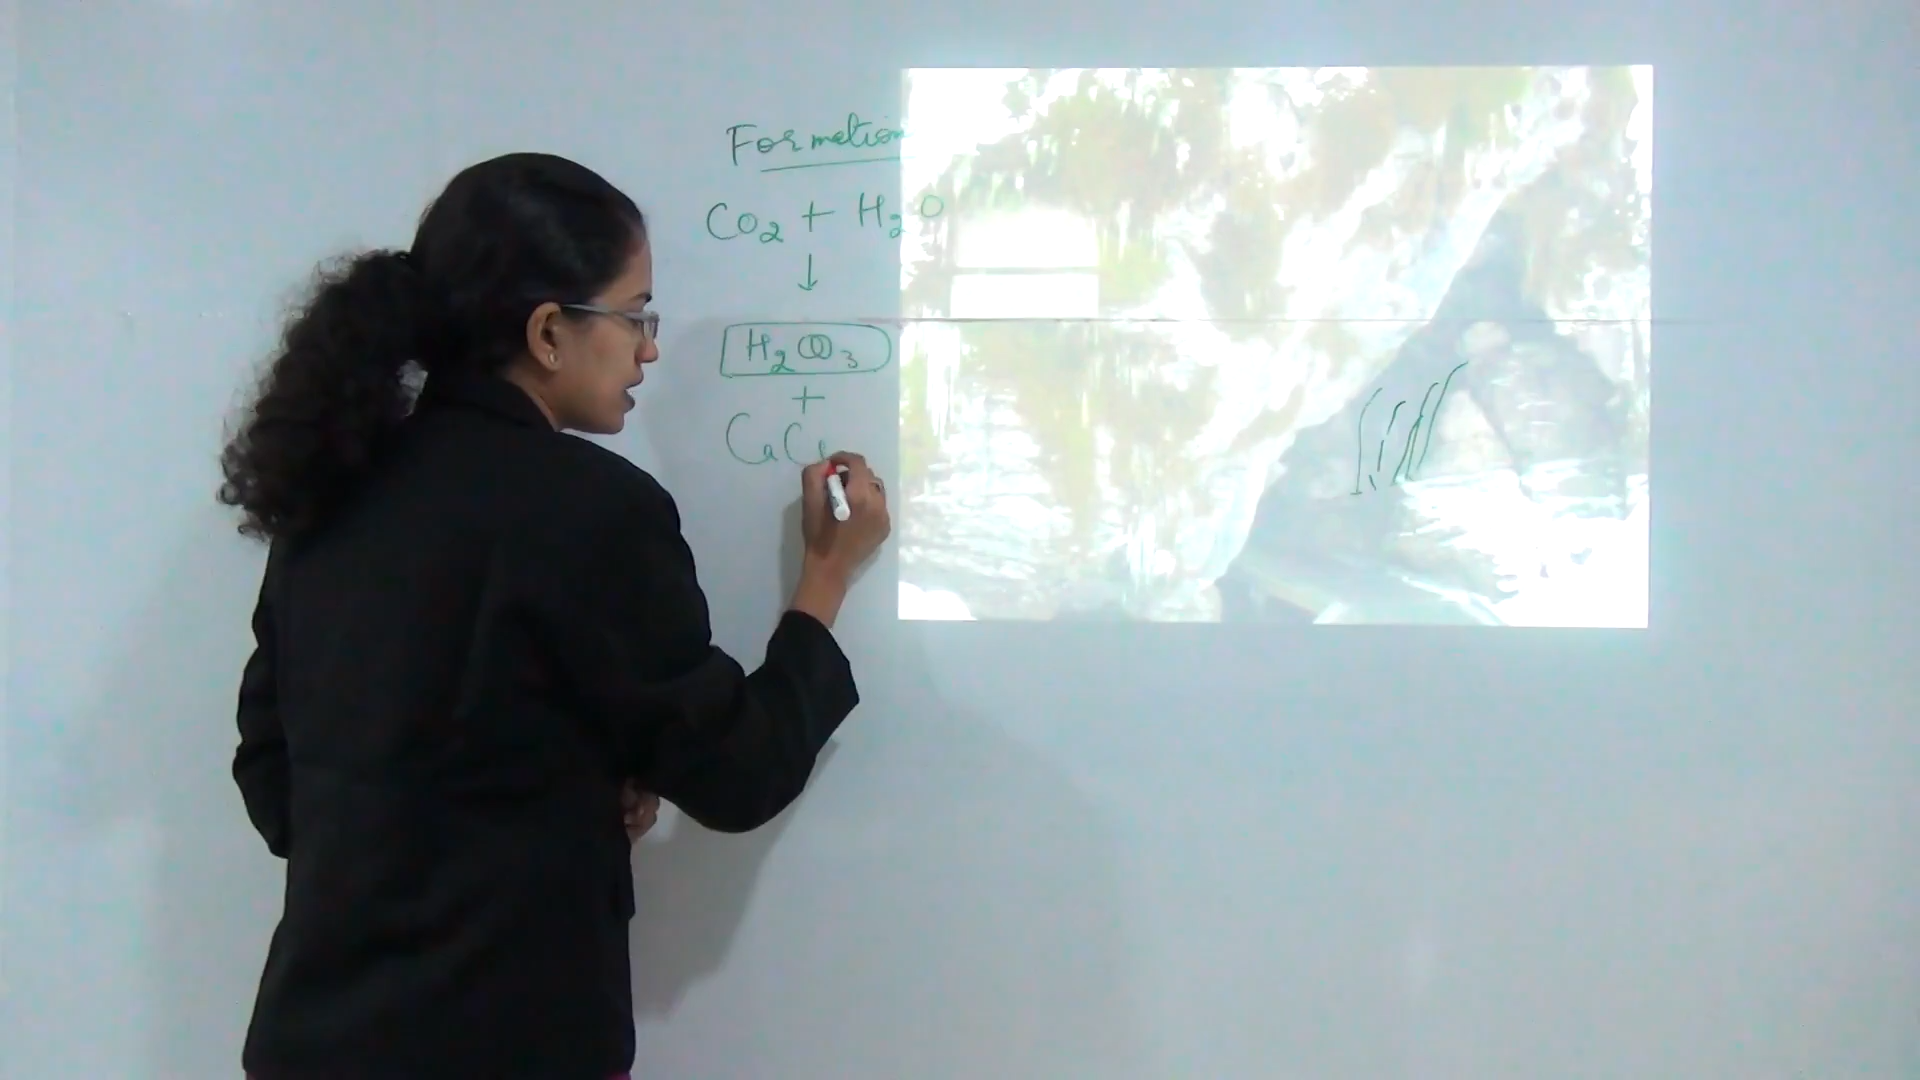 Formation
CO₂ + H₂O
↓
H₂CO₃
+
CaC